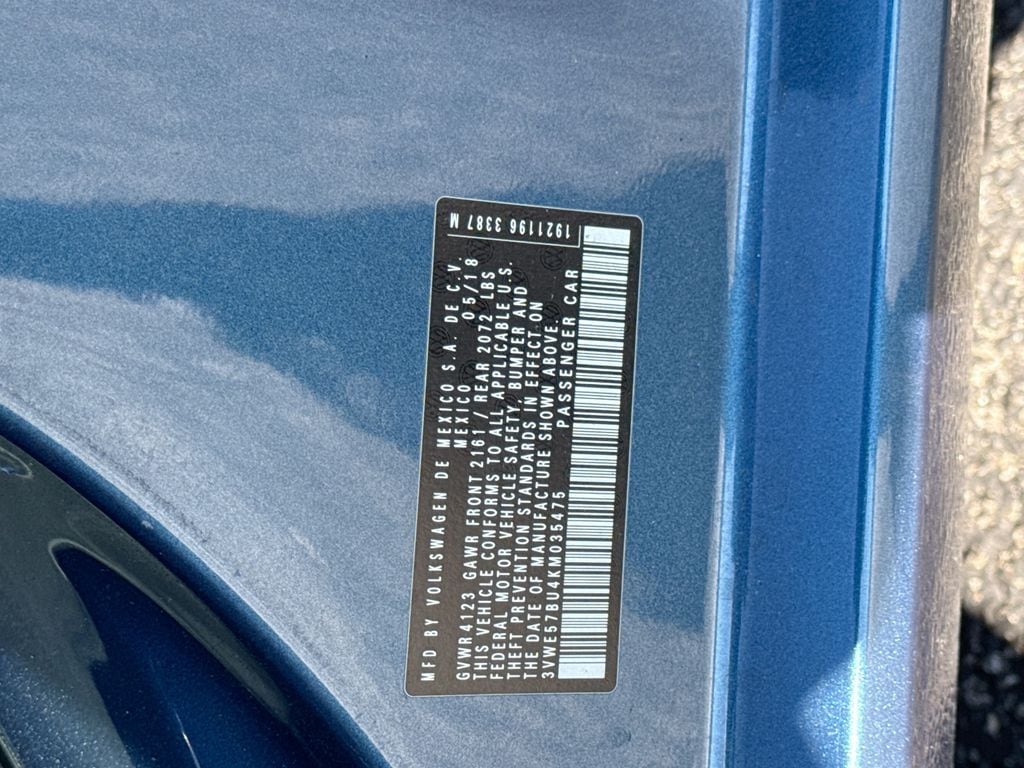 MFD BY VOLKSWAGEN DE MEXICO S.A. DE C.V.
MEXICO 05/18
GVWR 4123 GAWR FRONT 2161 / REAR 2072 LBS
THIS VEHICLE CONFORMS TO ALL APPLICABLE U.S.
FEDERAL MOTOR VEHICLE SAFETY, BUMPER AND
THEFT PREVENTION STANDARDS IN EFFECT ON
THE DATE OF MANUFACTURE SHOWN ABOVE.
3VWE57BU4KM035475 PASSENGER CAR
1921196 3387 M